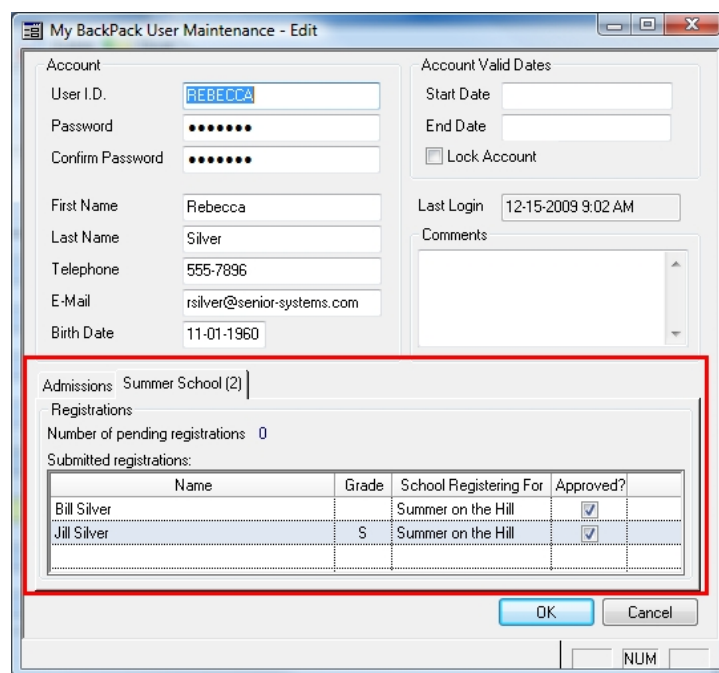 My BackPack User Maintenance - Edit
Account
User I.D. REBECCA
Password •••••••
Confirm Password •••••••
First Name Rebecca
Last Name Silver
Telephone 555-7896
E-Mail rsilver@senior-systems.com
Birth Date 11-01-1960
Account Valid Dates
Start Date
End Date
Lock Account
Last Login 12-15-2009 9:02 AM
Comments
Admissions Summer School (2)
Registrations
Number of pending registrations 0
Submitted registrations:
Name Grade School Registering For Approved?
Bill Silver Summer on the Hill
Jill Silver S Summer on the Hill
OK Cancel
NUM